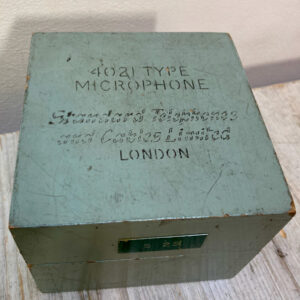 4021 TYPE
MICROPHONE
Standard Telephones
and Cables Limited
LONDON